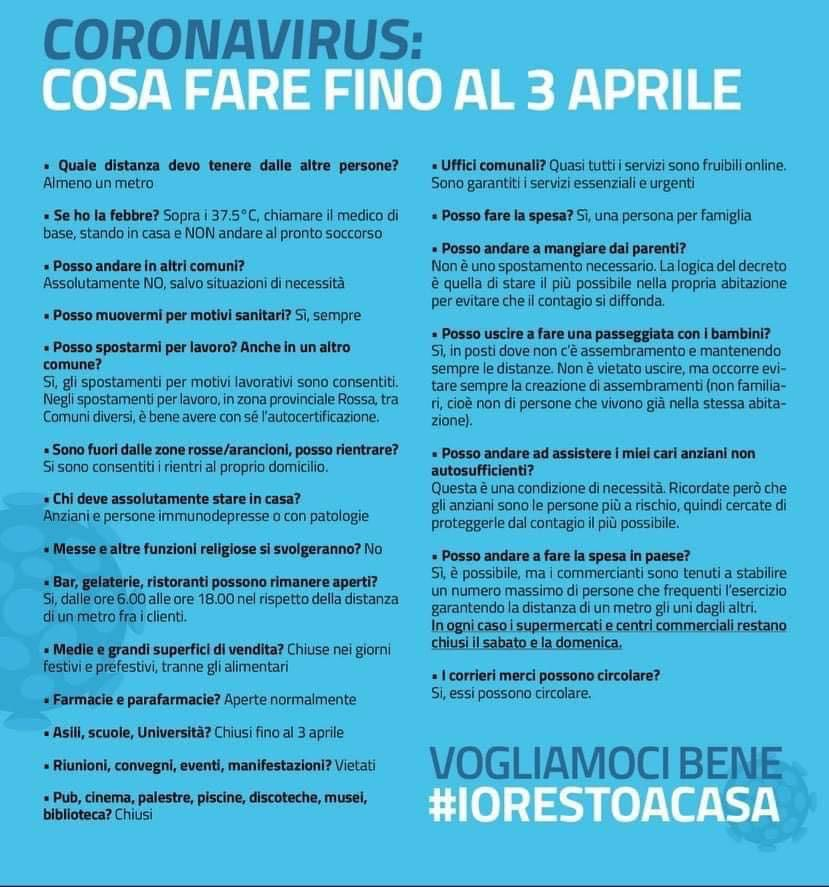 CORONAVIRUS:
COSA FARE FINO AL 3 APRILE
▪ Quale distanza devo tenere dalle altre persone?
Almeno un metro
▪ Se ho la febbre? Sopra i 37.5°C, chiamare il medico di
base, stando in casa e NON andare al pronto soccorso
▪ Posso andare in altri comuni?
Assolutamente NO, salvo situazioni di necessità
▪ Posso muovermi per motivi sanitari? Sì, sempre
▪ Posso spostarmi per lavoro? Anche in un altro
comune?
Sì, gli spostamenti per motivi lavorativi sono consentiti.
Negli spostamenti per lavoro, in zona provinciale Rossa, tra
Comuni diversi, è bene avere con sé l'autocertificazione.
▪ Sono fuori dalle zone rosse/arancioni, posso rientrare?
Si sono consentiti i rientri al proprio domicilio.
▪ Chi deve assolutamente stare in casa?
Anziani e persone immunodepresse o con patologie
▪ Messe e altre funzioni religiose si svolgeranno? No
▪ Bar, gelaterie, ristoranti possono rimanere aperti?
Si, dalle ore 6.00 alle ore 18.00 nel rispetto della distanza
di un metro fra i clienti.
▪ Medie e grandi superfici di vendita? Chiuse nei giorni
festivi e prefestivi, tranne gli alimentari
▪ Farmacie e parafarmacie? Aperte normalmente
▪ Asili, scuole, Università? Chiusi fino al 3 aprile
▪ Riunioni, convegni, eventi, manifestazioni? Vietati
▪ Pub, cinema, palestre, piscine, discoteche, musei,
biblioteca? Chiusi
▪ Uffici comunali? Quasi tutti i servizi sono fruibili online.
Sono garantiti i servizi essenziali e urgenti
▪ Posso fare la spesa? Sì, una persona per famiglia
▪ Posso andare a mangiare dai parenti?
Non è uno spostamento necessario. La logica del decreto
è quella di stare il più possibile nella propria abitazione
per evitare che il contagio si diffonda.
▪ Posso uscire a fare una passeggiata con i bambini?
Sì, in posti dove non c'è assembramento e mantenendo
sempre le distanze. Non è vietato uscire, ma occorre evi-
tare sempre la creazione di assembramenti (non familia-
ri, cioè non di persone che vivono già nella stessa abita-
zione).
▪ Posso andare ad assistere i miei cari anziani non
autosufficienti?
Questa è una condizione di necessità. Ricordate però che
gli anziani sono le persone più a rischio, quindi cercate di
proteggerle dal contagio il più possibile.
▪ Posso andare a fare la spesa in paese?
Sì, è possibile, ma i commercianti sono tenuti a stabilire
un numero massimo di persone che frequenti l'esercizio
garantendo la distanza di un metro gli uni dagli altri.
In ogni caso i supermercati e centri commerciali restano
chiusi il sabato e la domenica.
▪ I corrieri merci possono circolare?
Si, essi possono circolare.
VOGLIAMOCI BENE
#IORESTOACASA